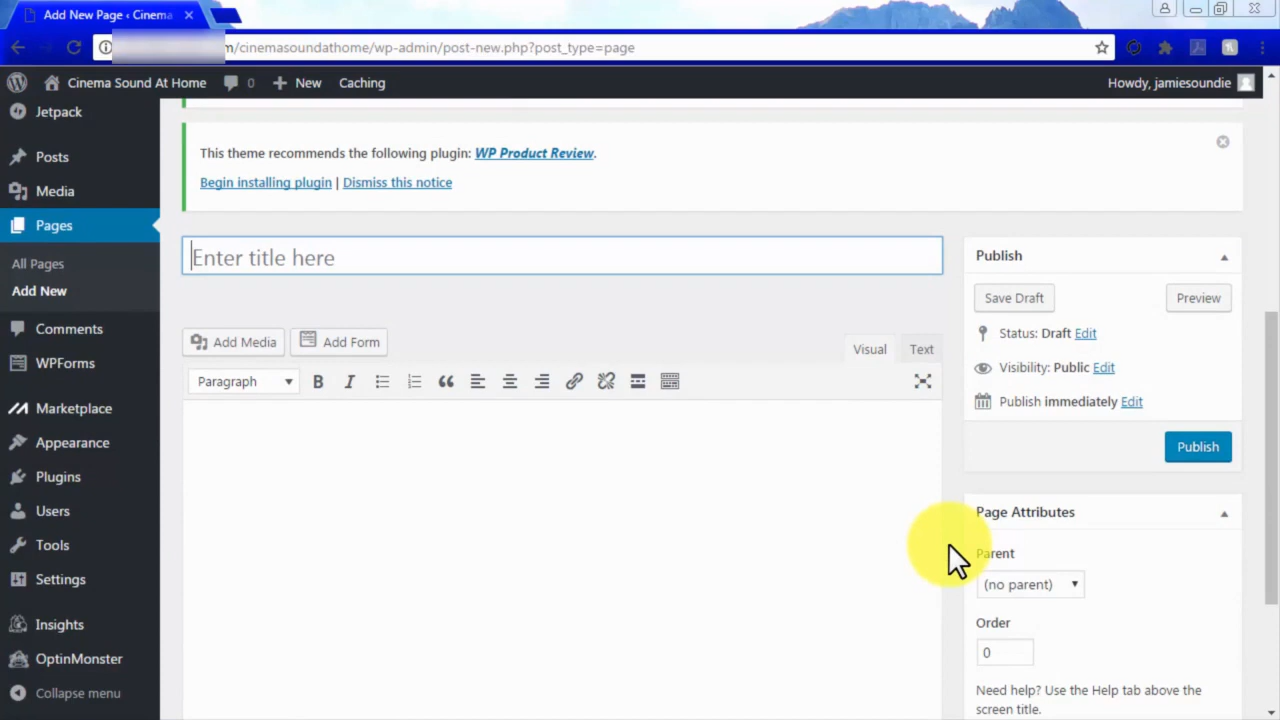 Add New Page ‹ Cinema
m/cinemasoundathome/wp-admin/post-new.php?post_type=page
Cinema Sound At Home 0 New Caching Howdy, jamiesoundie
Jetpack
Posts
Media
Pages
All Pages
Add New
Comments
WPForms
Marketplace
Appearance
Plugins
Users
Tools
Settings
Insights
OptinMonster
Collapse menu
This theme recommends the following plugin: WP Product Review.
Begin installing plugin | Dismiss this notice
Enter title here
Add Media Add Form
Visual Text
Paragraph B I
Publish
Save Draft Preview
Status: Draft Edit
Visibility: Public Edit
Publish immediately Edit
Publish
Page Attributes
Parent
(no parent)
Order
0
Need help? Use the Help tab above the
screen title.